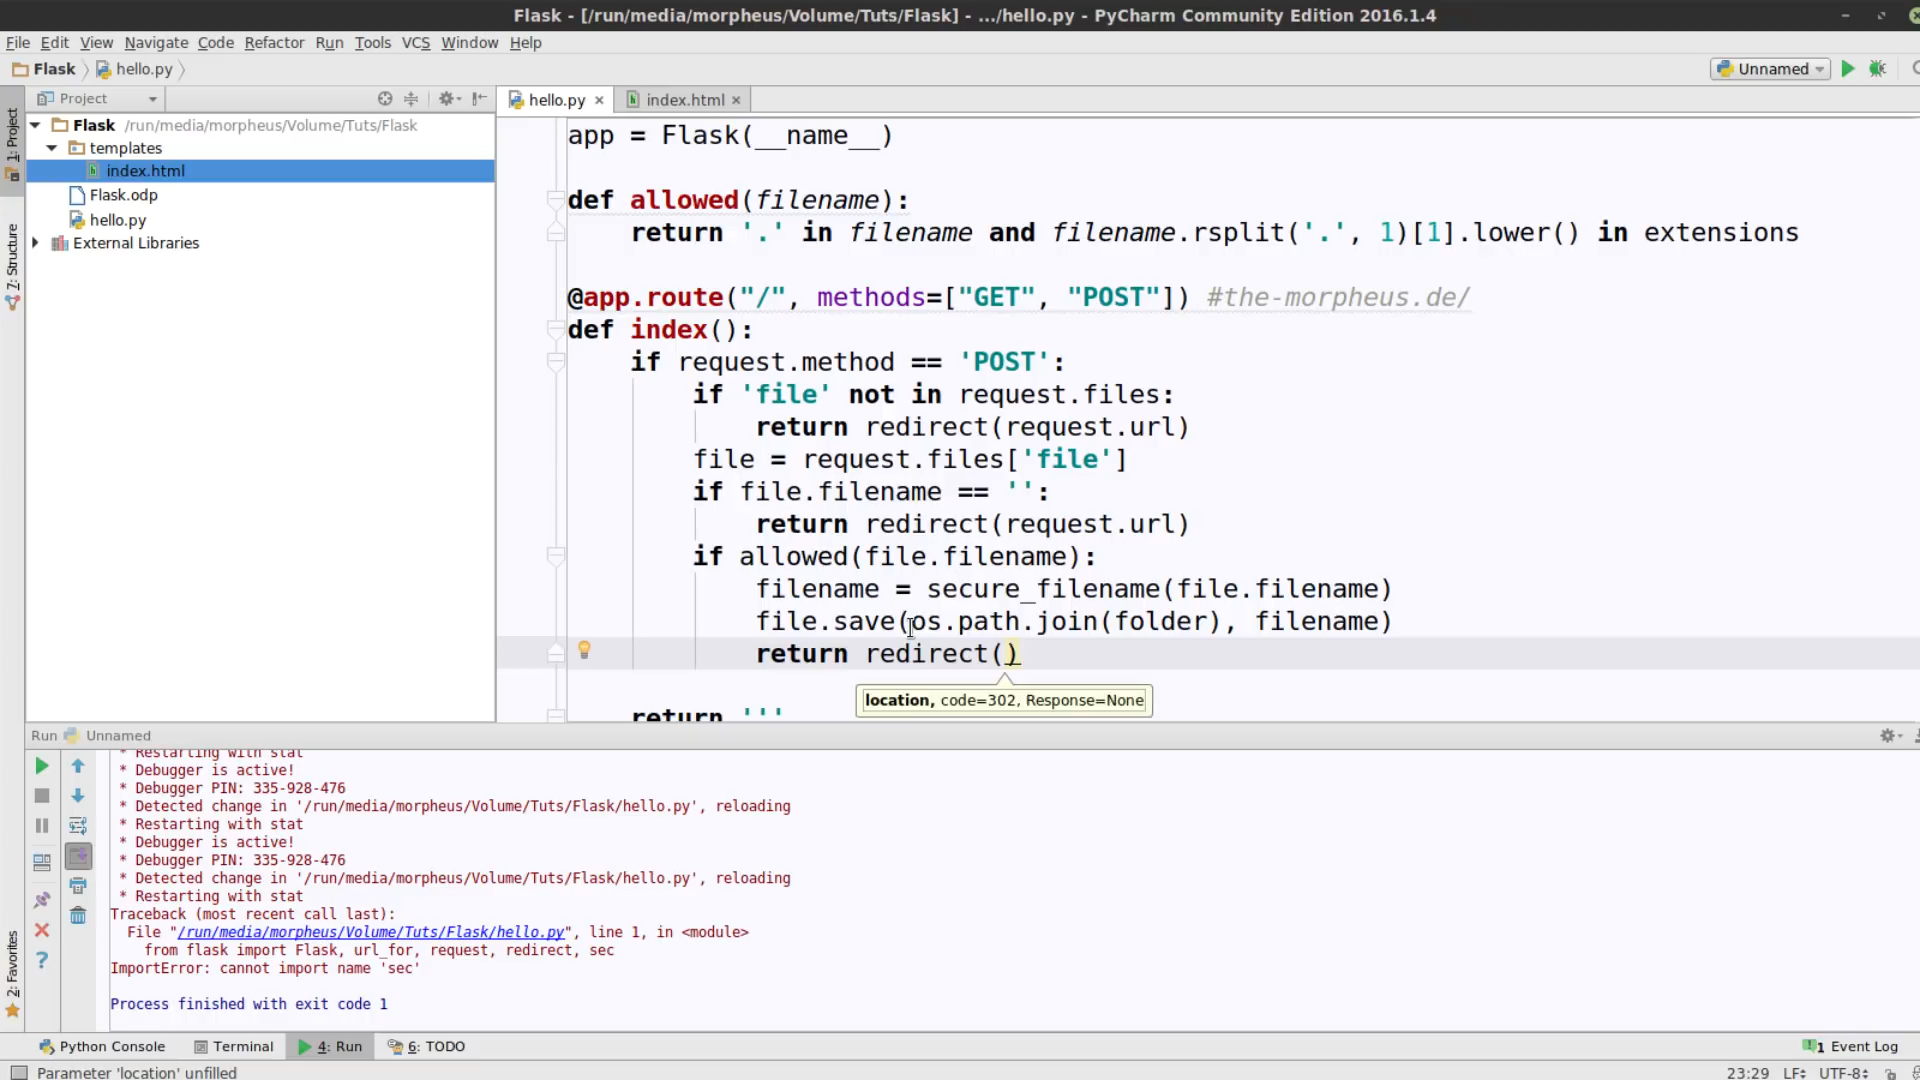 Flask - [/run/media/morpheus/Volume/Tuts/Flask] - .../hello.py - PyCharm Community Edition 2016.1.4
File Edit View Navigate Code Refactor Run Tools VCS Window Help
Flask hello.py Unnamed
Project hello.py index.html
1: Project
7: Structure
2: Favorites
Flask /run/media/morpheus/Volume/Tuts/Flask
templates
index.html
Flask.odp
hello.py
External Libraries
app = Flask(__name__)
def allowed(filename):
return '.' in filename and filename.rsplit('.', 1)[1].lower() in extensions
@app.route("/", methods=["GET", "POST"]) #the-morpheus.de/
def index():
if request.method == 'POST':
if 'file' not in request.files:
return redirect(request.url)
file = request.files['file']
if file.filename == '':
return redirect(request.url)
if allowed(file.filename):
filename = secure_filename(file.filename)
file.save(os.path.join(folder), filename)
return redirect()
location, code=302, Response=None
return '''
Run Unnamed
* Restarting with stat
* Debugger is active!
* Debugger PIN: 335-928-476
* Detected change in '/run/media/morpheus/Volume/Tuts/Flask/hello.py', reloading
* Restarting with stat
* Debugger is active!
* Debugger PIN: 335-928-476
* Detected change in '/run/media/morpheus/Volume/Tuts/Flask/hello.py', reloading
* Restarting with stat
Traceback (most recent call last):
File "/run/media/morpheus/Volume/Tuts/Flask/hello.py", line 1, in <module>
from flask import Flask, url_for, request, redirect, sec
ImportError: cannot import name 'sec'
Process finished with exit code 1
Python Console Terminal 4: Run 6: TODO 1 Event Log
Parameter 'location' unfilled 23:29 LF UTF-8